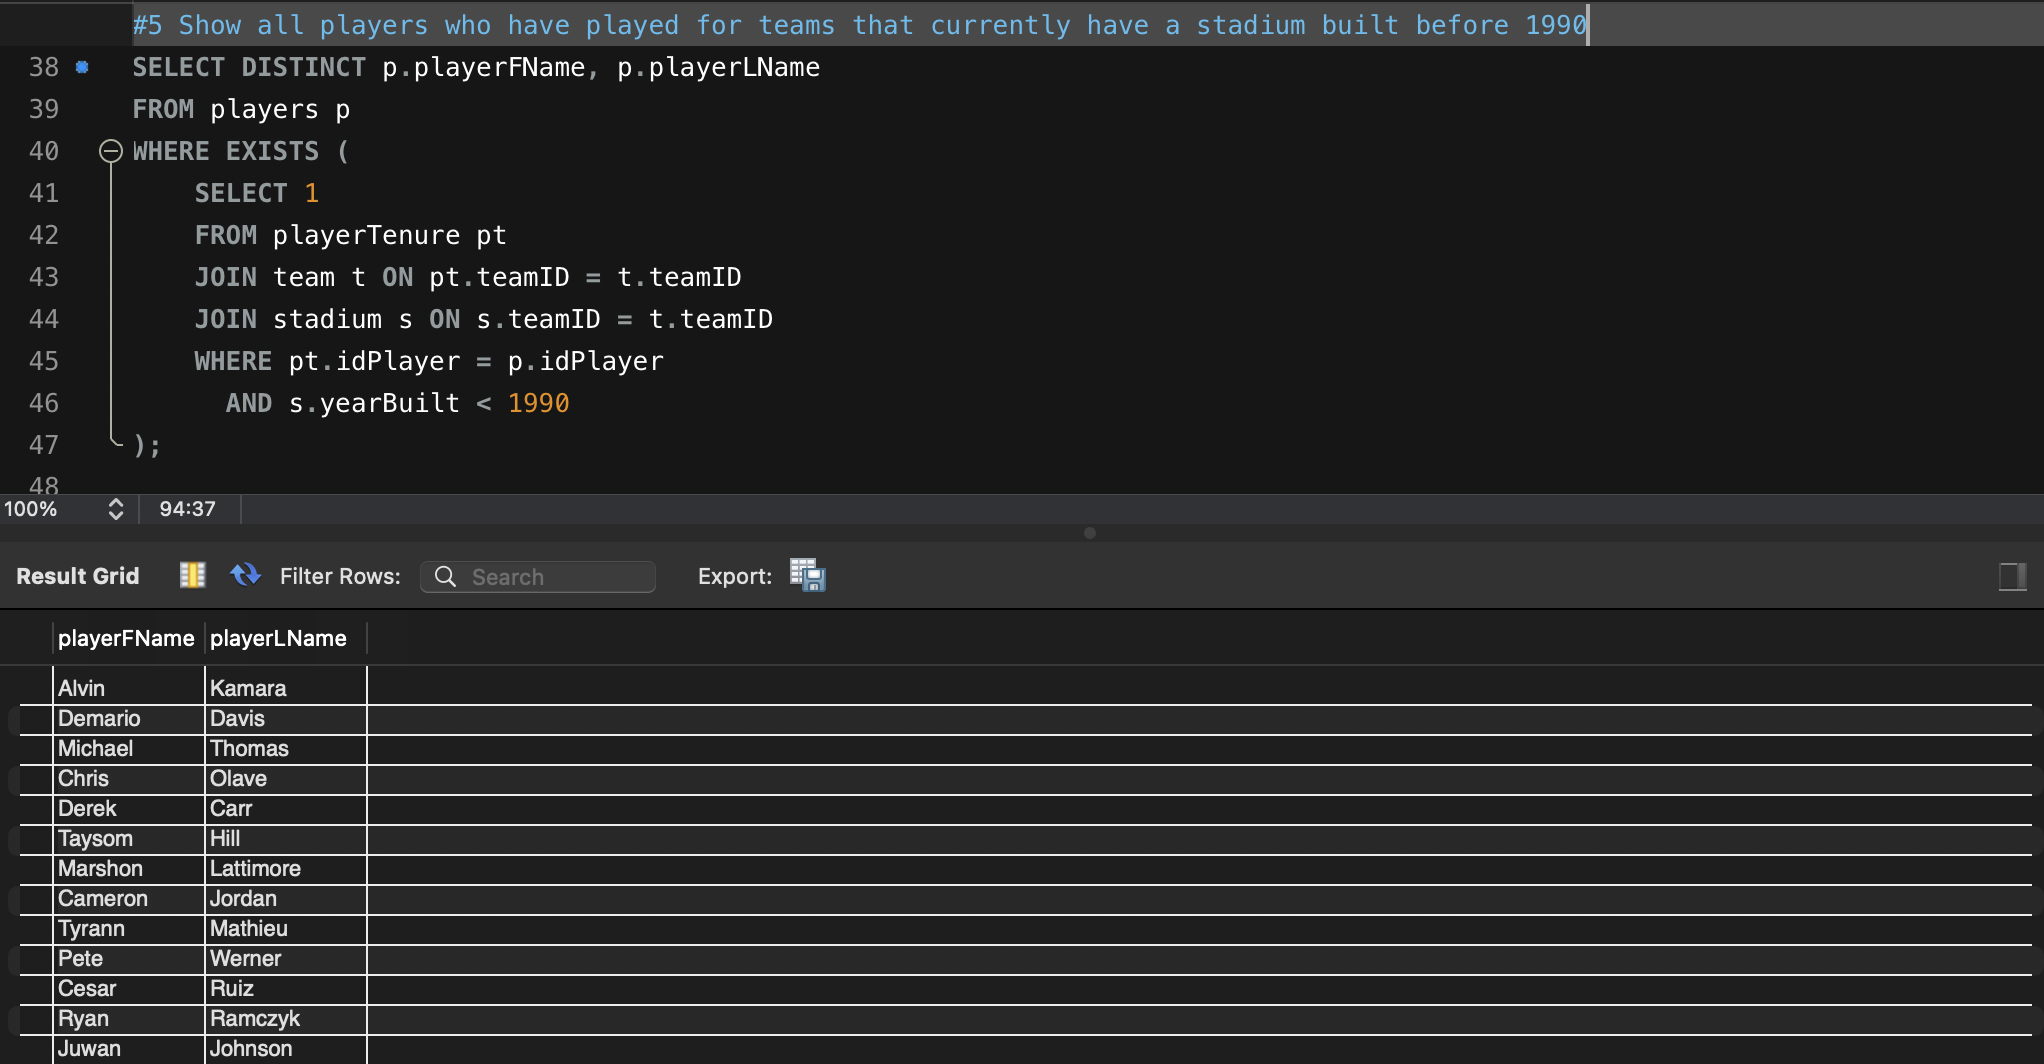 #5 Show all players who have played for teams that currently have a stadium built before 1990
38 SELECT DISTINCT p.playerFName, p.playerLName
39 FROM players p
40 WHERE EXISTS (
41 SELECT 1
42 FROM playerTenure pt
43 JOIN team t ON pt.teamID = t.teamID
44 JOIN stadium s ON s.teamID = t.teamID
45 WHERE pt.idPlayer = p.idPlayer
46 AND s.yearBuilt < 1990
47 );
48
100% 94:37
Result Grid Filter Rows: Search Export:
playerFName playerLName
Alvin Kamara
Demario Davis
Michael Thomas
Chris Olave
Derek Carr
Taysom Hill
Marshon Lattimore
Cameron Jordan
Tyrann Mathieu
Pete Werner
Cesar Ruiz
Ryan Ramczyk
Juwan Johnson